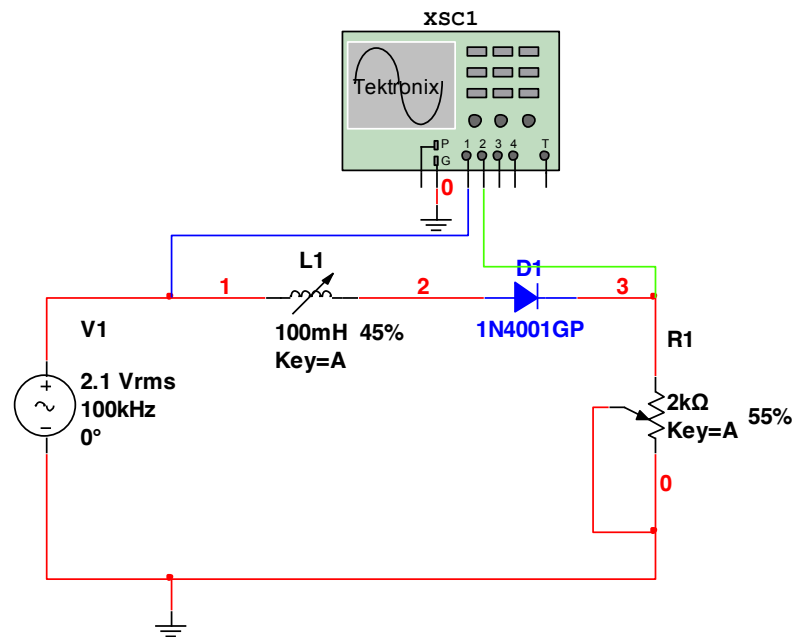 XSC1
Tektronix
P
G
1 2 3 4 T
0
L1
D1
1
2
3
V1
100mH 45%
Key=A
1N4001GP
R1
2.1 Vrms
100kHz
0°
2kΩ
Key=A 55%
0